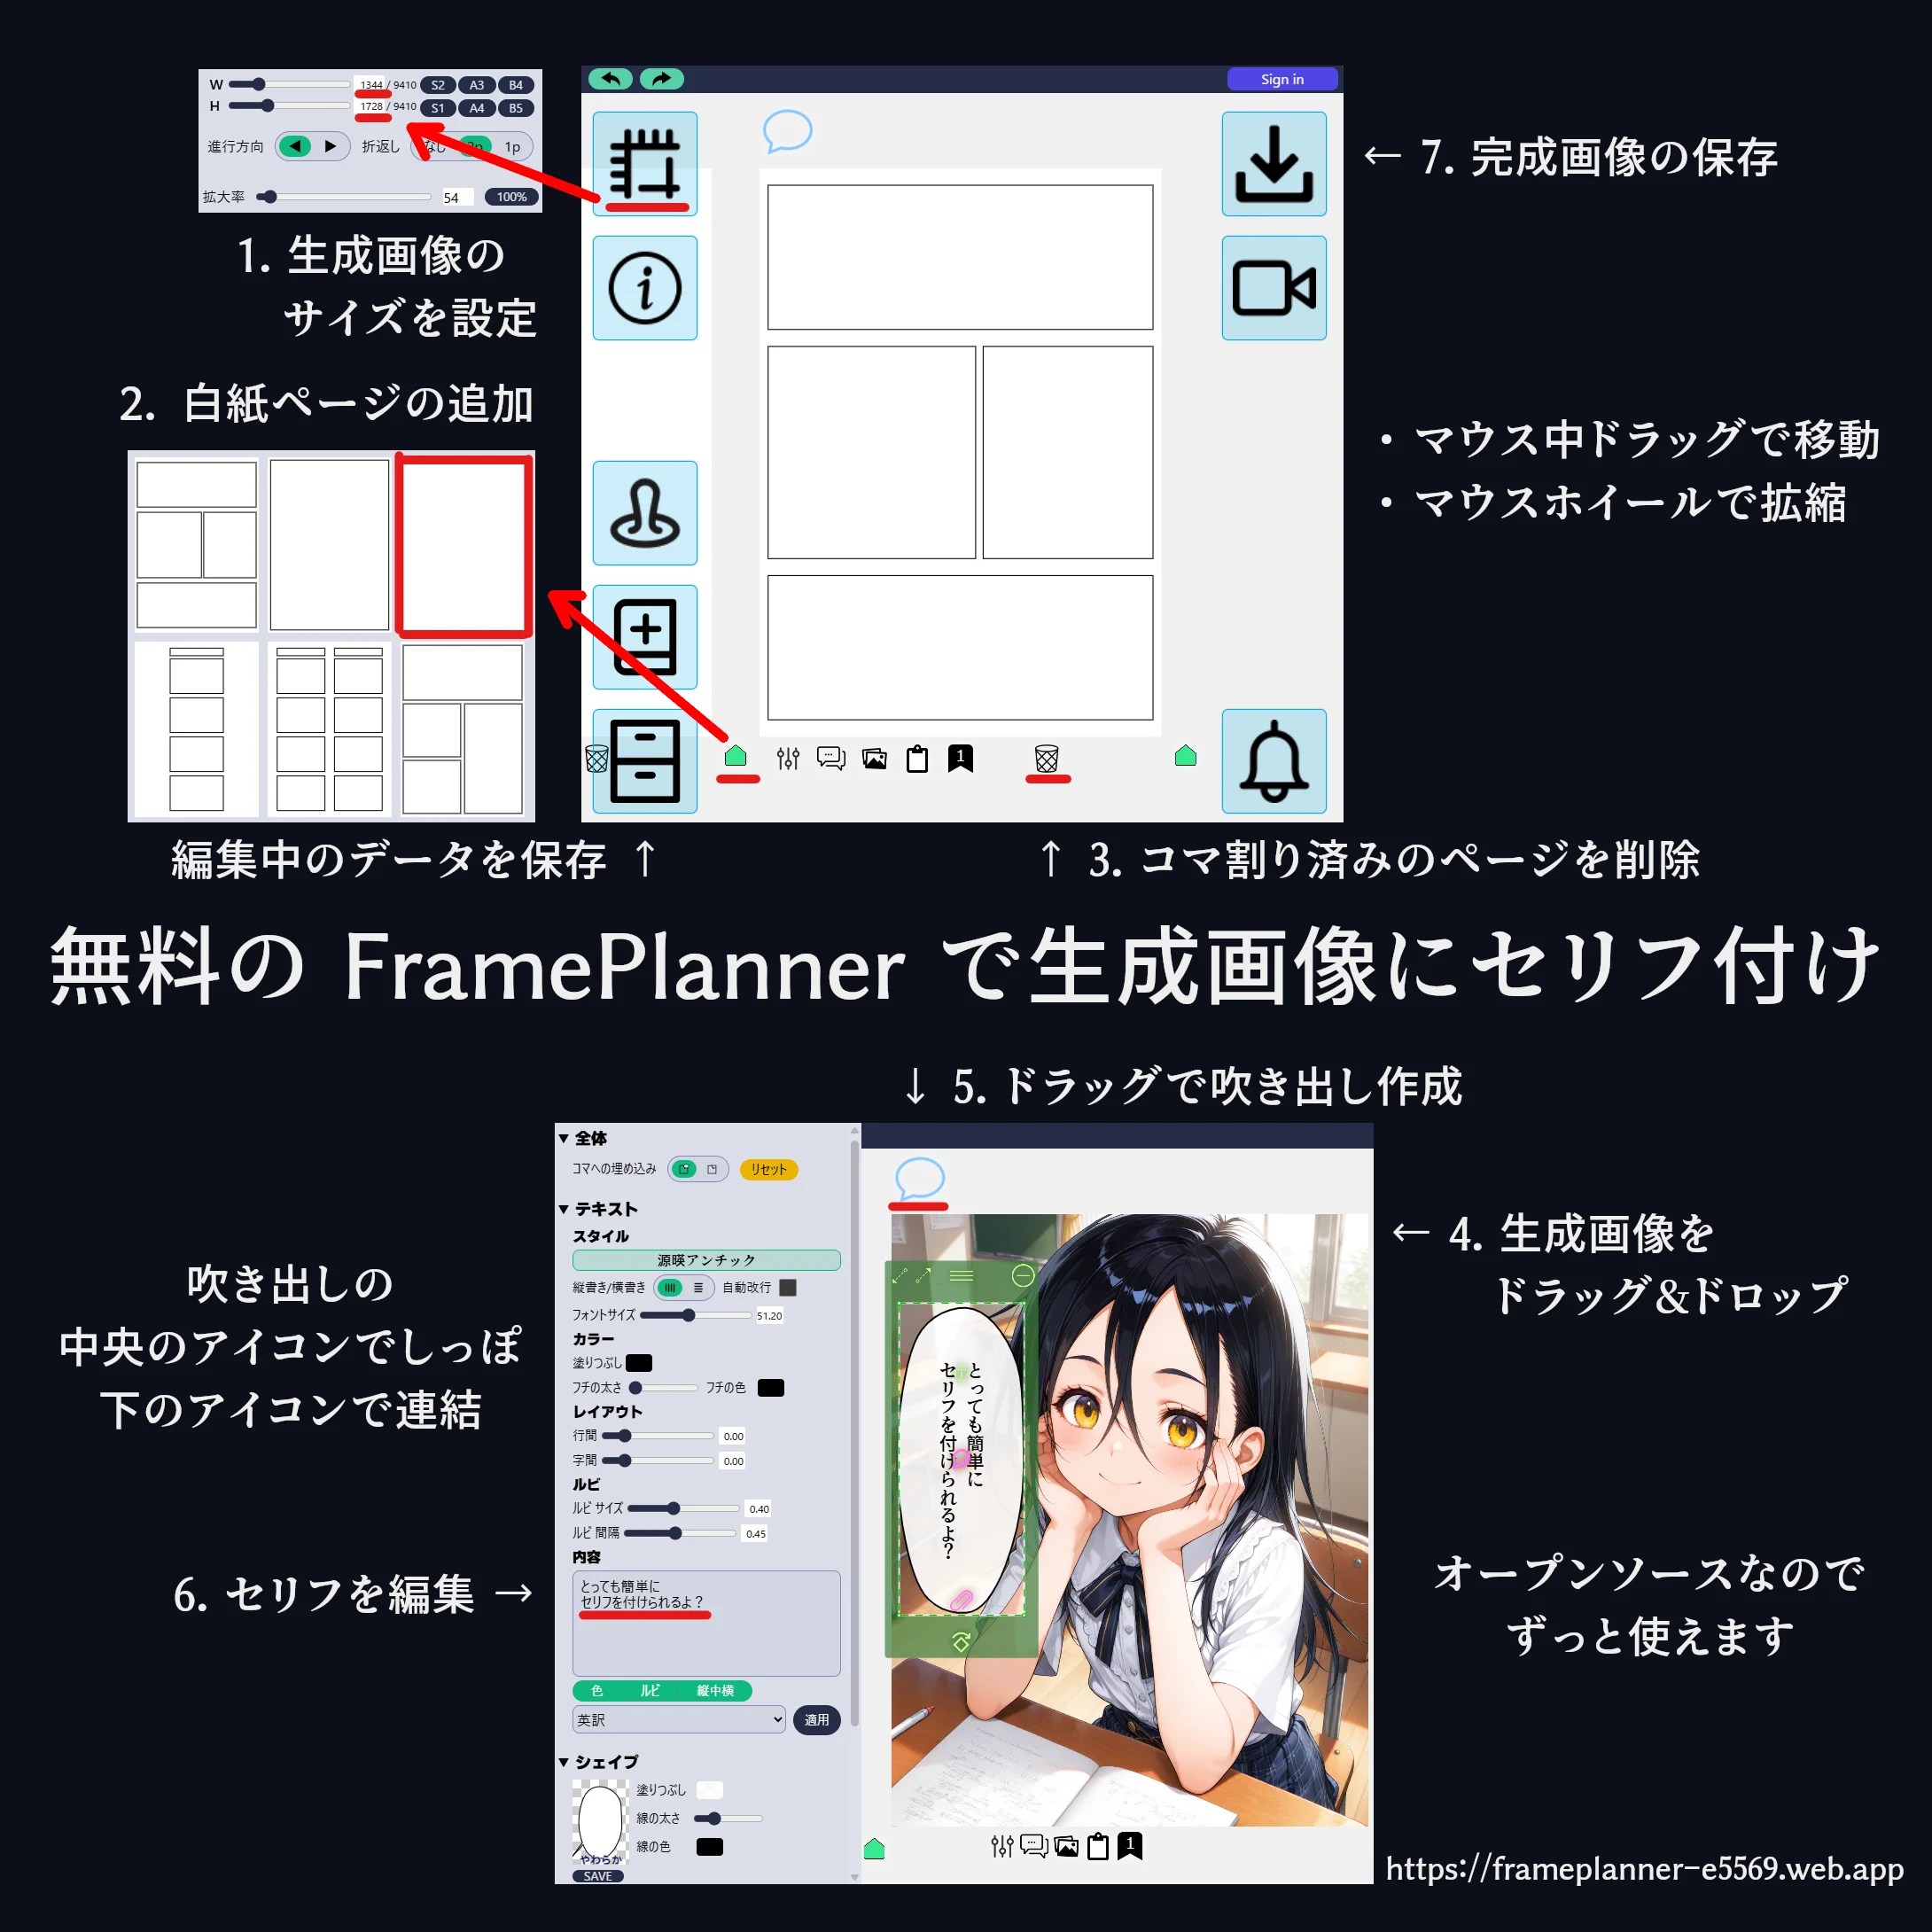 W 1344 / 9410 S2 A3 B4
H 1728 / 9410 S1 A4 B5
進行方向 ◀ ▶ 折返し なし 2p 1p
拡大率 54 100%
1. 生成画像の
サイズを設定
Sign in
← 7. 完成画像の保存
2. 白紙ページの追加
・マウス中ドラッグで移動
・マウスホイールで拡縮
1
編集中のデータを保存 ↑
↑ 3. コマ割り済みのページを削除
無料の FramePlanner で生成画像にセリフ付け
↓ 5. ドラッグで吹き出し作成
← 4. 生成画像を
ドラッグ&ドロップ
吹き出しの
中央のアイコンでしっぽ
下のアイコンで連結
6. セリフを編集 →
▼ 全体
コマへの埋め込み リセット
▼ テキスト
スタイル
源暎アンチック
縦書き/横書き 自動改行
フォントサイズ 51.20
カラー
塗りつぶし
フチの太さ フチの色
レイアウト
行間 0.00
字間 0.00
ルビ
ルビ サイズ 0.40
ルビ 間隔 0.45
内容
とっても簡単に
セリフを付けられるよ？
色 ルビ 縦中横
英訳 適用
▼ シェイプ
塗りつぶし
線の太さ
線の色
やわらか
SAVE
とっても簡単に
セリフを付けられるよ？
1
オープンソースなので
ずっと使えます
https://frameplanner-e5569.web.app